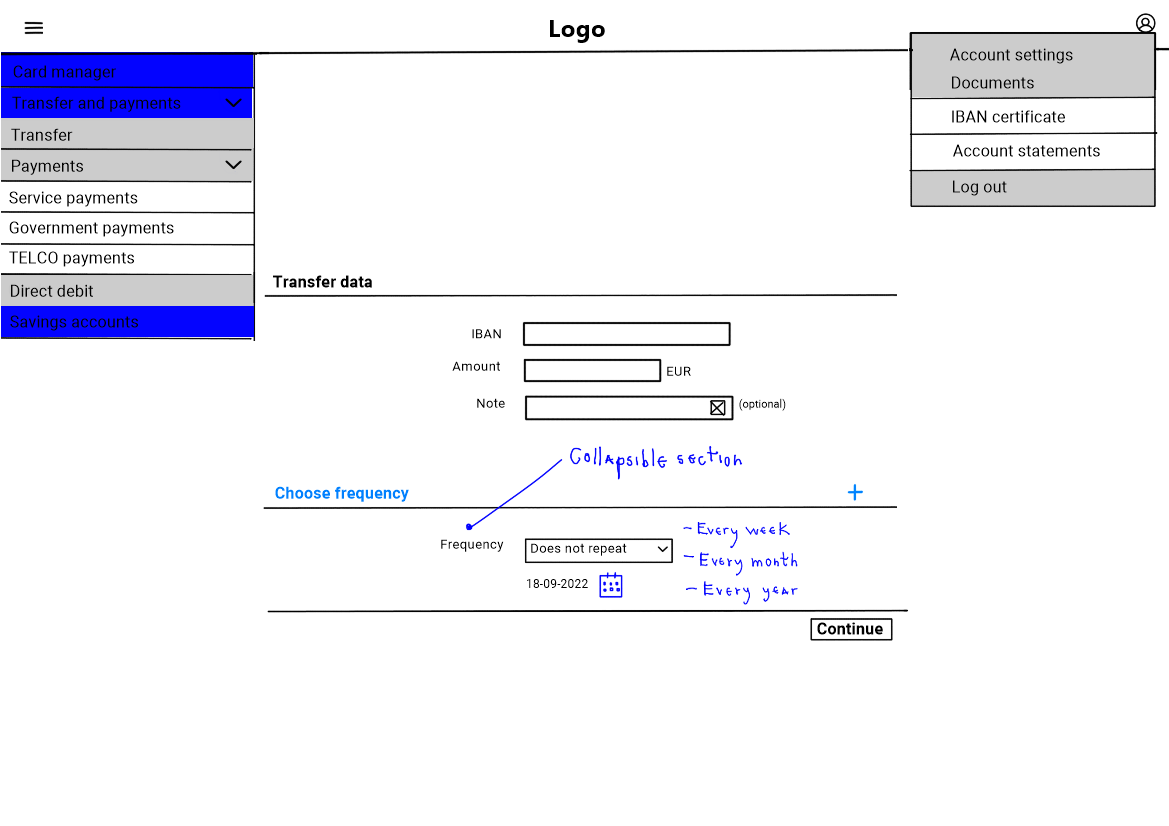 Logo
Card manager
Transfer and payments
Transfer
Payments
Service payments
Government payments
TELCO payments
Direct debit
Savings accounts
Account settings
Documents
IBAN certificate
Account statements
Log out
Transfer data
IBAN
Amount EUR
Note (optional)
Collapsible section
Choose frequency +
Frequency Does not repeat
18-09-2022
- Every week
- Every month
- Every year
Continue